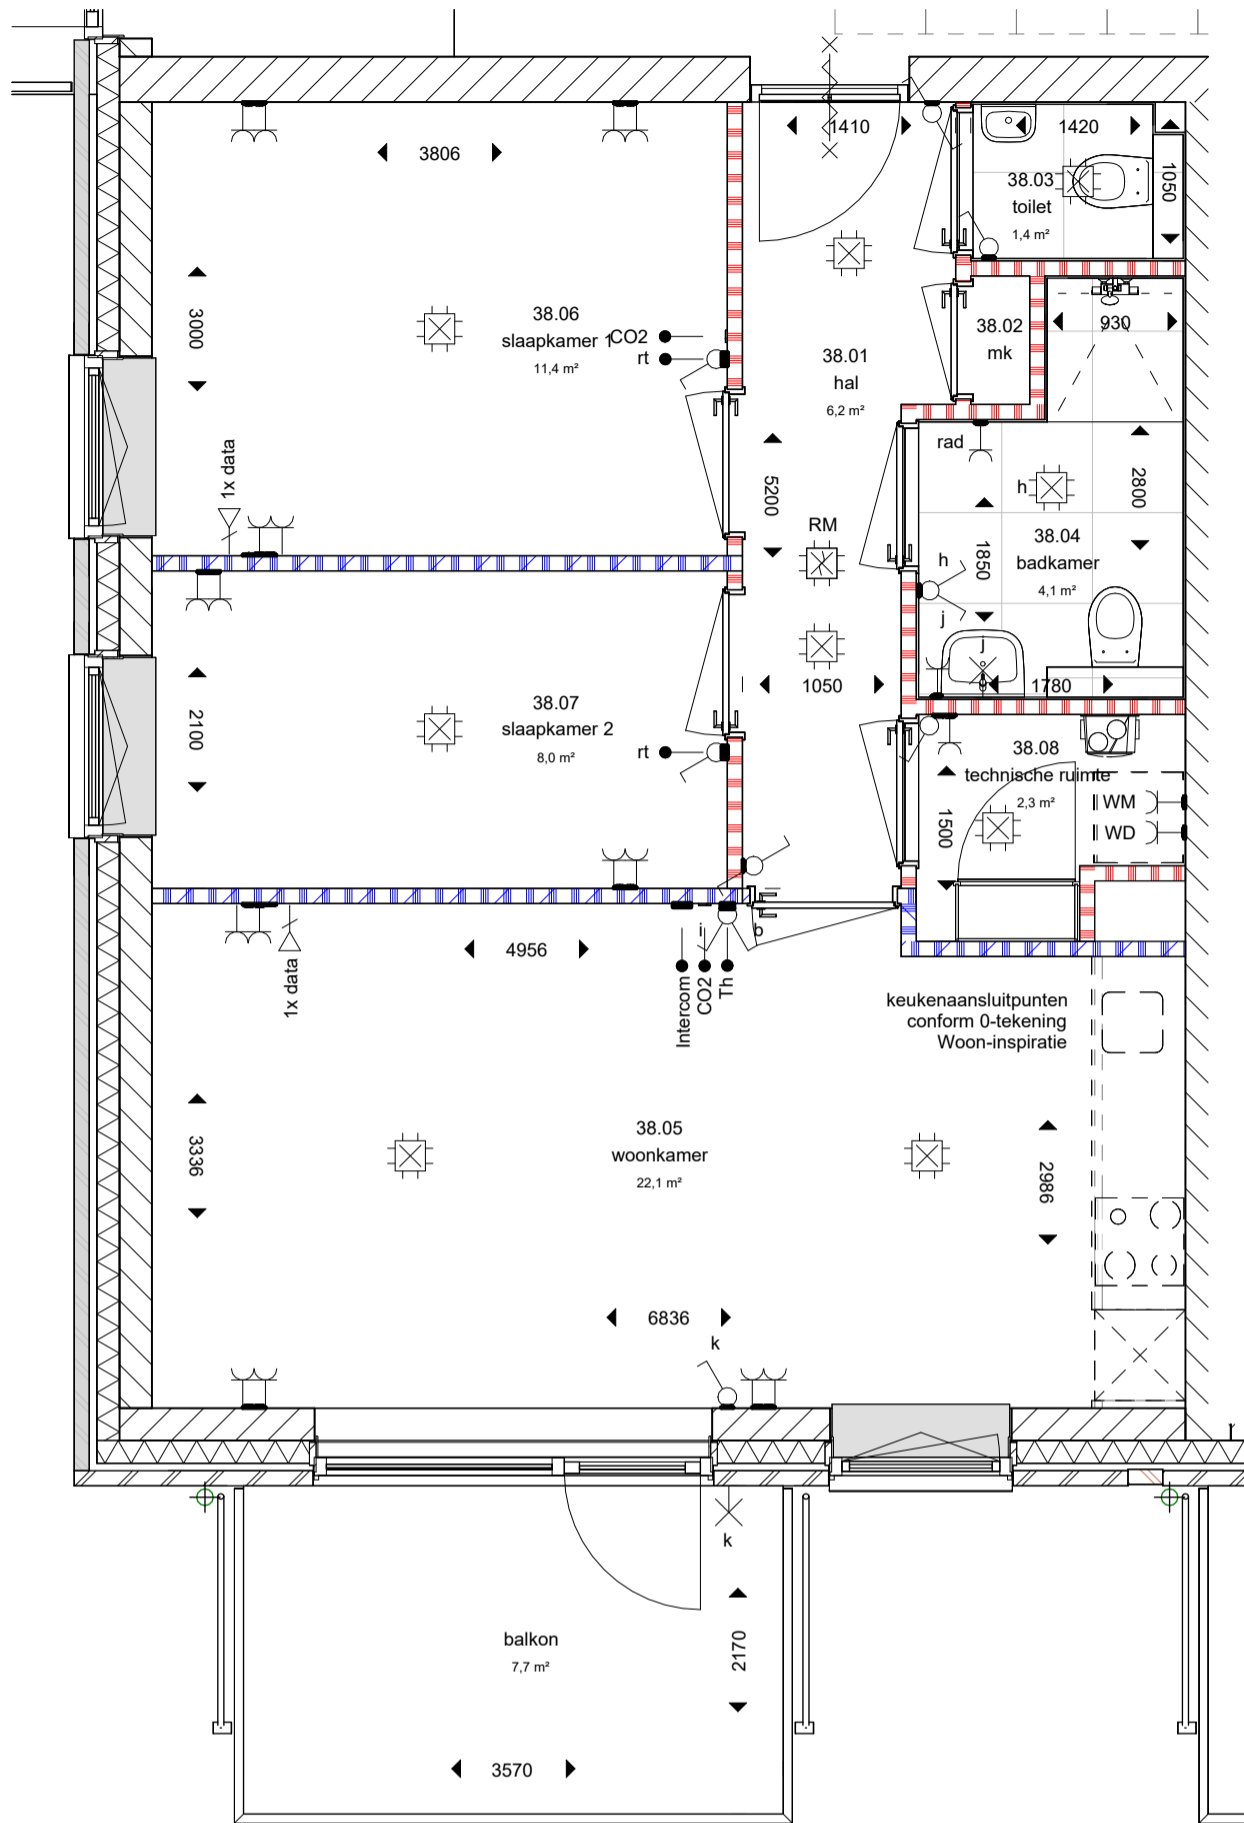 1410
1420
3806
38.03
toilet
1,4 m²
1050
3000
38.06
slaapkamer 1
11,4 m²
CO2
rt
38.01
hal
6,2 m²
38.02
mk
930
1x data
5200
rad
2800
h
RM
38.04
badkamer
4,1 m²
1850
h
j
j
2100
38.07
slaapkamer 2
8,0 m²
rt
1050
1780
38.08
technische ruimte
2,3 m²
WM
WD
1500
4956
i
b
1x data
Intercom
CO2
Th
keukenaansluitpunten
conform 0-tekening
Woon-inspiratie
3336
38.05
woonkamer
22,1 m²
2986
6836
k
k
balkon
7,7 m²
2170
3570